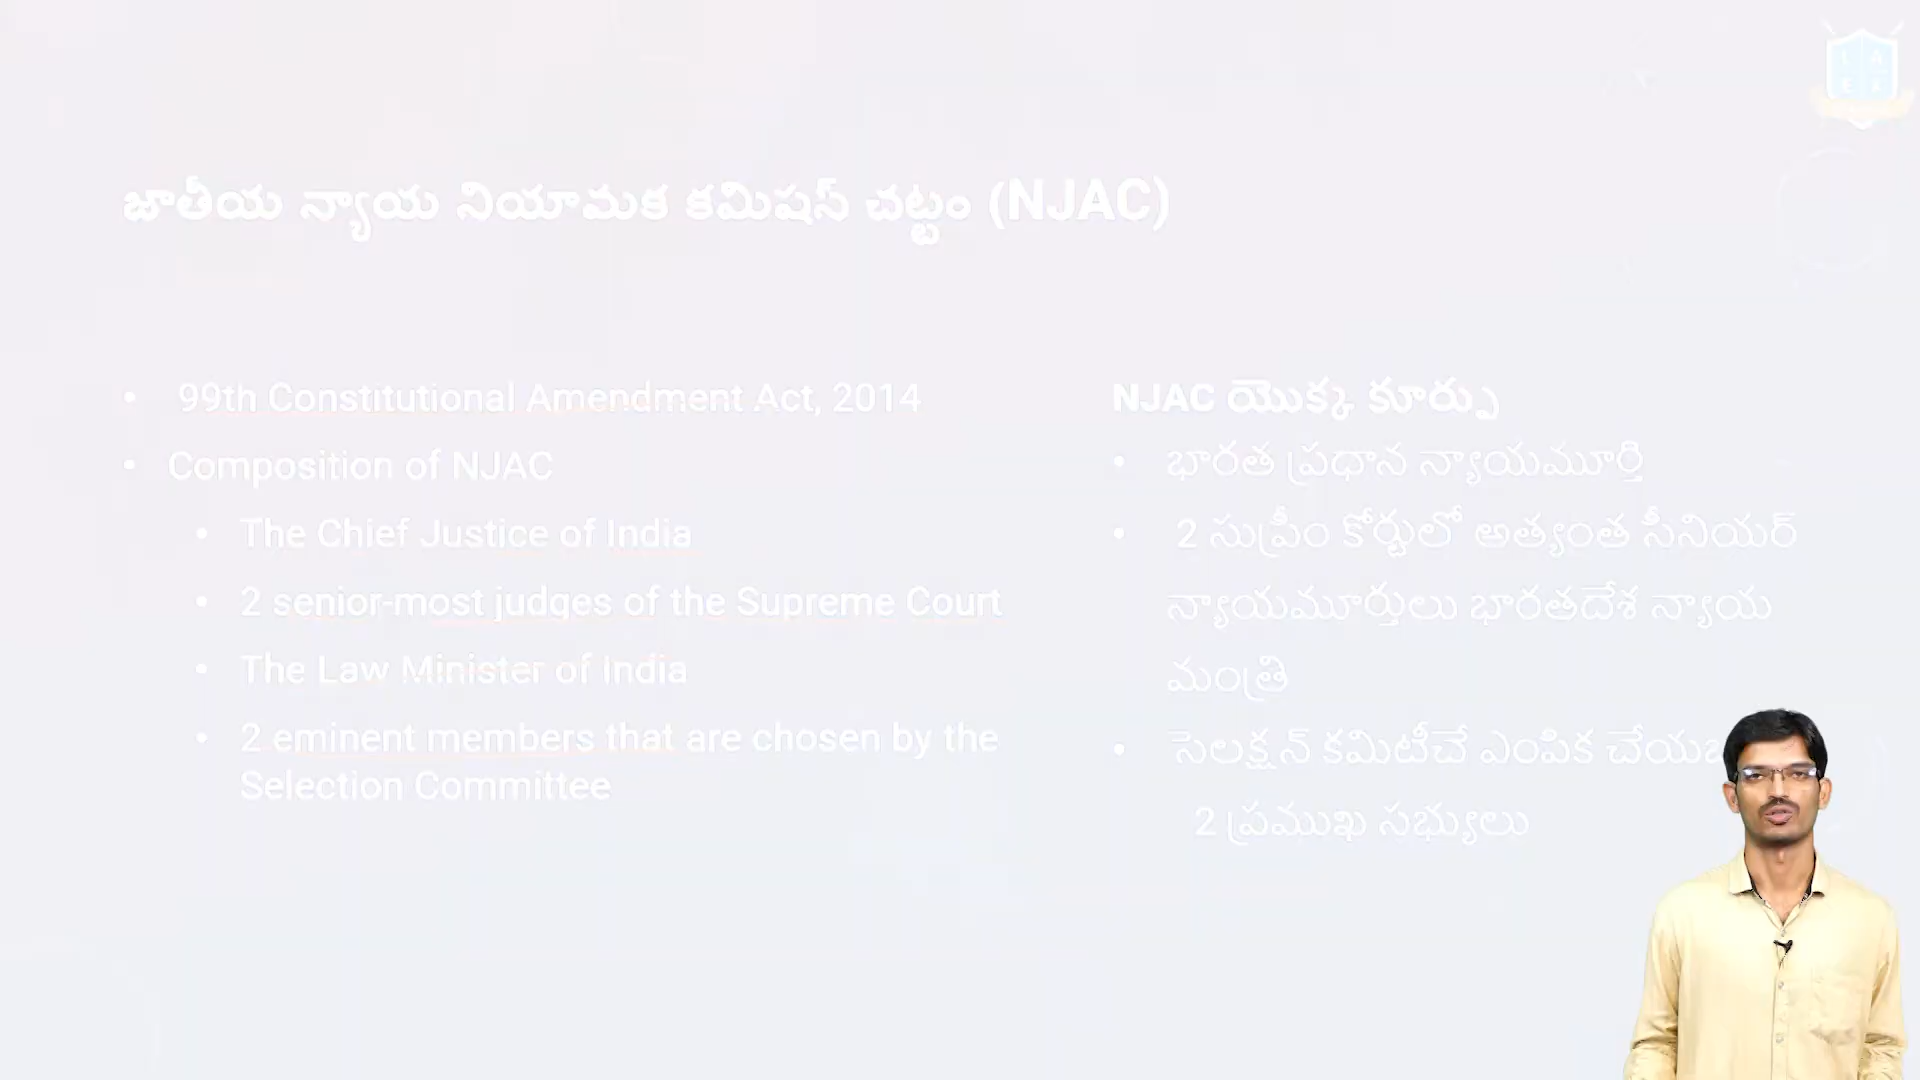 జాతీయ న్యాయ నియామక కమిషన్ చట్టం (NJAC)
• 99th Constitutional Amendment Act, 2014
• Composition of NJAC
• The Chief Justice of India
• 2 senior-most judges of the Supreme Court
• The Law Minister of India
• 2 eminent members that are chosen by the
Selection Committee
NJAC యొక్క కూర్పు
• భారత ప్రధాన న్యాయమూర్తి
• 2 సుప్రీం కోర్టులో అత్యంత సీనియర్
న్యాయమూర్తులు భారతదేశ న్యాయ
మంత్రి
• సెలక్షన్ కమిటీచే ఎంపిక
2 ప్రముఖ సభ్యులు